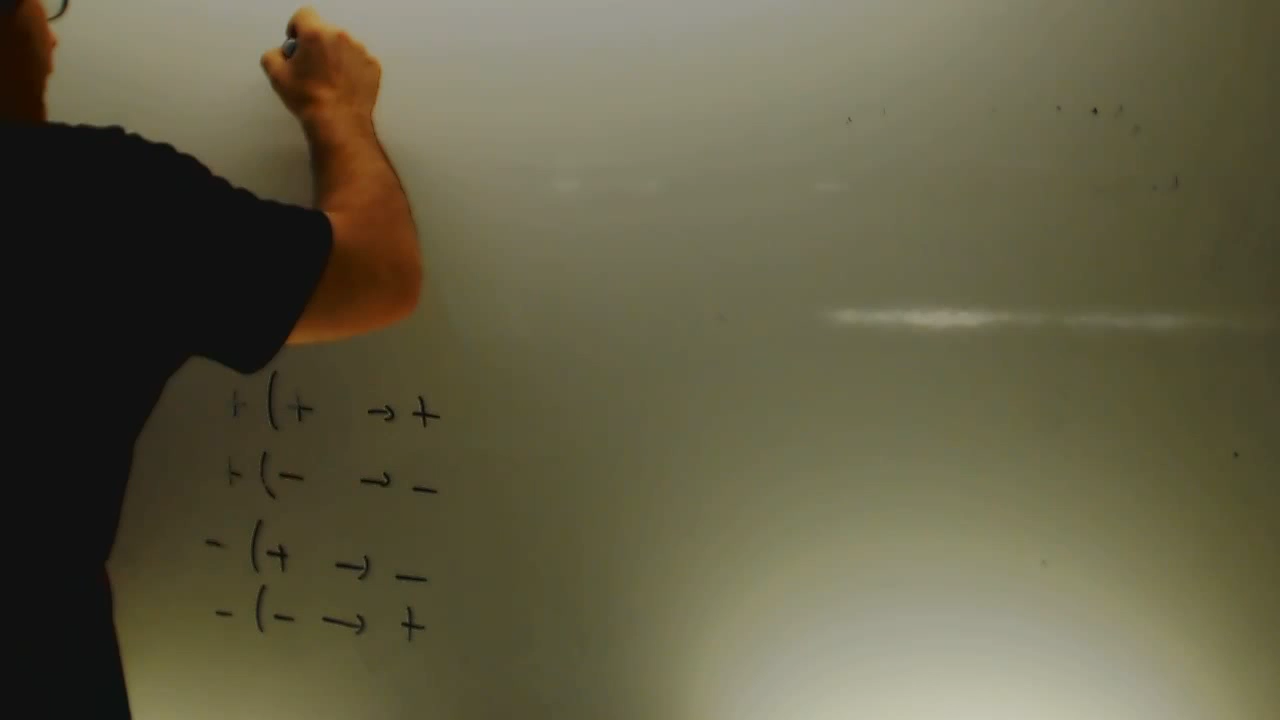 + (+ → +
+ (- → -
- (+ → -
- (- → +